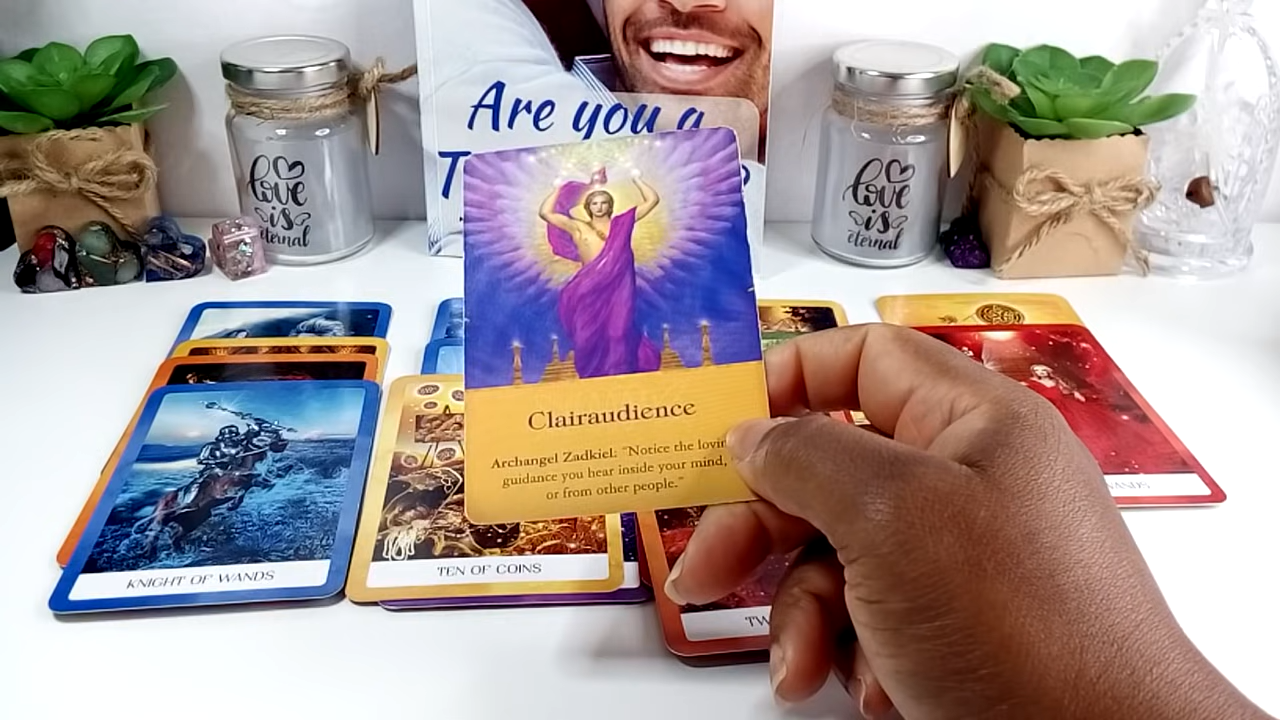 Are you a
love
is
eternal
love
is
eternal
Clairaudience
Archangel Zadkiel: "Notice the
guidance you hear inside your mind,
or from other people."
KNIGHT OF WANDS
TEN OF COINS